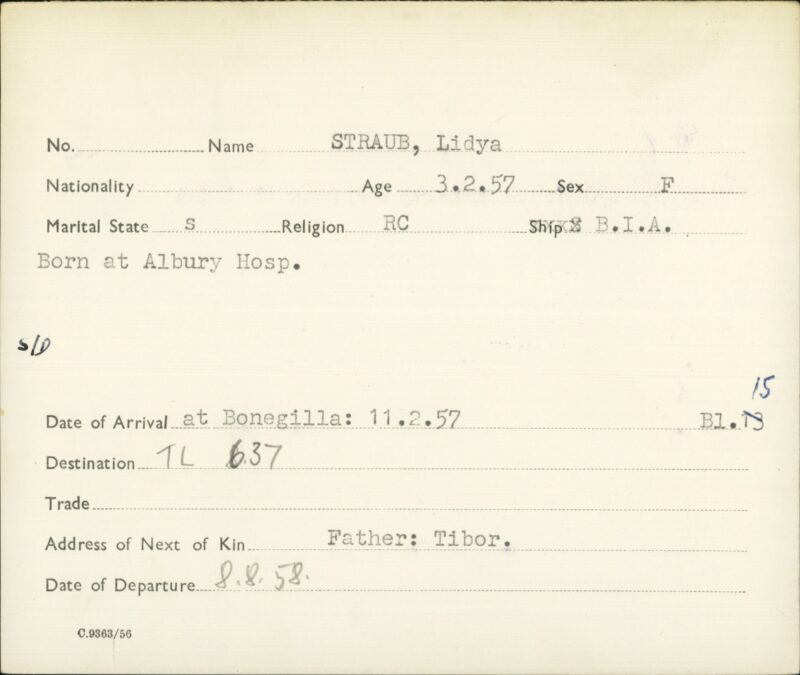 No. Name STRAUB, Lidya
Nationality Age 3.2.57 Sex F
Marital State S Religion RC Ship B.I.A.
Born at Albury Hosp.
S/D
15
Date of Arrival at Bonegilla: 11.2.57 Bl.13
Destination TL 637
Trade
Address of Next of Kin Father: Tibor.
Date of Departure 8.8.58.
C.9363/56